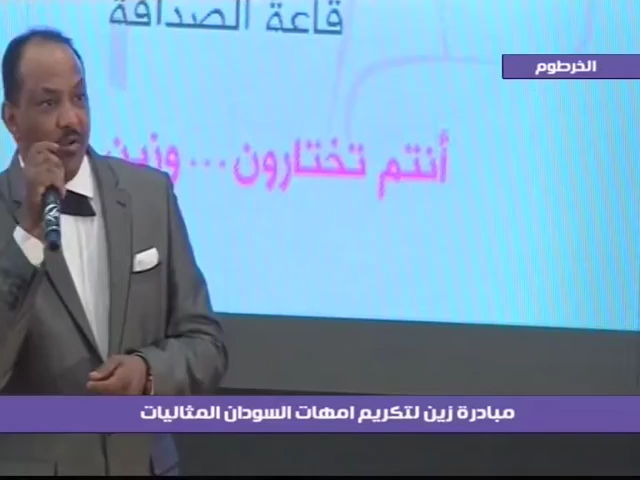 قاعة الصداقة
الخرطوم
أنتم تختارون... وزين
مبادرة زين لتكريم امهات السودان المثاليات